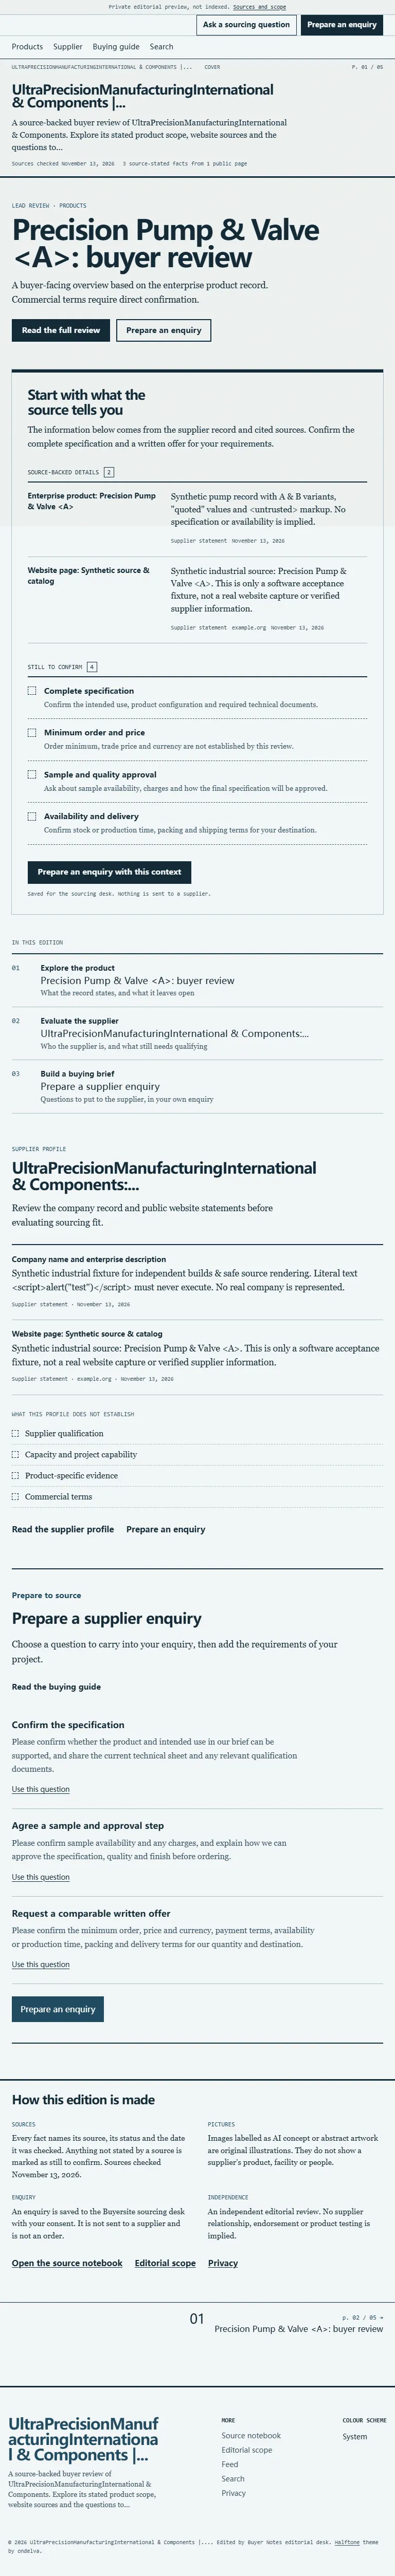 Private editorial preview, not indexed. Sources and scope
Ask a sourcing question
Prepare an enquiry
Products Supplier Buying guide Search
ULTRAPRECISIONMANUFACTURINGINTERNATIONAL & COMPONENTS |... COVER P. 01 / 05
UltraPrecisionManufacturingInternational
& Components |...
A source-backed buyer review of UltraPrecisionManufacturingInternational
& Components. Explore its stated product scope, website sources and the
questions to...
Sources checked November 13, 2026 3 source-stated facts from 1 public page
LEAD REVIEW · PRODUCTS
Precision Pump & Valve
<A>: buyer review
A buyer-facing overview based on the enterprise product record.
Commercial terms require direct confirmation.
Read the full review
Prepare an enquiry
Start with what the
source tells you
The information below comes from the supplier record and cited sources. Confirm the
complete specification and a written offer for your requirements.
SOURCE-BACKED DETAILS 2
Enterprise product: Precision Pump
& Valve <A>
Synthetic pump record with A & B variants,
"quoted" values and <untrusted> markup. No
specification or availability is implied.
Supplier statement November 13, 2026
Website page: Synthetic source &
catalog
Synthetic industrial source: Precision Pump &
Valve <A>. This is only a software acceptance
fixture, not a real website capture or verified
supplier information.
Supplier statement example.org November 13, 2026
STILL TO CONFIRM 4
Complete specification
Confirm the intended use, product configuration and required technical documents.
Minimum order and price
Order minimum, trade price and currency are not established by this review.
Sample and quality approval
Ask about sample availability, charges and how the final specification will be approved.
Availability and delivery
Confirm stock or production time, packing and shipping terms for your destination.
Prepare an enquiry with this context
Saved for the sourcing desk. Nothing is sent to a supplier.
IN THIS EDITION
01 Explore the product
Precision Pump & Valve <A>: buyer review
What the record states, and what it leaves open
02 Evaluate the supplier
UltraPrecisionManufacturingInternational & Components:...
Who the supplier is, and what still needs qualifying
03 Build a buying brief
Prepare a supplier enquiry
Questions to put to the supplier, in your own enquiry
SUPPLIER PROFILE
UltraPrecisionManufacturingInternational
& Components:...
Review the company record and public website statements before
evaluating sourcing fit.
Company name and enterprise description
Synthetic industrial fixture for independent builds & safe source rendering. Literal text
<script>alert("test")</script> must never execute. No real company is represented.
Supplier statement · November 13, 2026
Website page: Synthetic source & catalog
Synthetic industrial source: Precision Pump & Valve <A>. This is only a software acceptance
fixture, not a real website capture or verified supplier information.
Supplier statement · example.org · November 13, 2026
WHAT THIS PROFILE DOES NOT ESTABLISH
Supplier qualification
Capacity and project capability
Product-specific evidence
Commercial terms
Read the supplier profile Prepare an enquiry
Prepare to source
Prepare a supplier enquiry
Choose a question to carry into your enquiry, then add the requirements of your
project.
Read the buying guide
Confirm the specification
Please confirm whether the product and intended use in our brief can be
supported, and share the current technical sheet and any relevant qualification
documents.
Use this question
Agree a sample and approval step
Please confirm sample availability and any charges, and explain how we can
approve the specification, quality and finish before ordering.
Use this question
Request a comparable written offer
Please confirm the minimum order, price and currency, payment terms, availability
or production time, packing and delivery terms for our quantity and destination.
Use this question
Prepare an enquiry
How this edition is made
SOURCES
Every fact names its source, its status and the date
it was checked. Anything not stated by a source is
marked as still to confirm. Sources checked
November 13, 2026.
PICTURES
Images labelled as AI concept or abstract artwork
are original illustrations. They do not show a
supplier's product, facility or people.
ENQUIRY
An enquiry is saved to the Buyersite sourcing desk
with your consent. It is not sent to a supplier and
is not an order.
INDEPENDENCE
An independent editorial review. No supplier
relationship, endorsement or product testing is
implied.
Open the source notebook Editorial scope Privacy
01
p. 02 / 05 →
Precision Pump & Valve <A>: buyer review
UltraPrecisionManuf
acturingInternationa
l & Components |...
A source-backed buyer review of
UltraPrecisionManufacturingInternational &
Components. Explore its stated product scope,
website sources and the questions to...
MORE
Source notebook
Editorial scope
Feed
Search
Privacy
COLOUR SCHEME
System
© 2026 UltraPrecisionManufacturingInternational & Components |.... Edited by Buyer Notes editorial desk. Halftone theme
by ondelva.